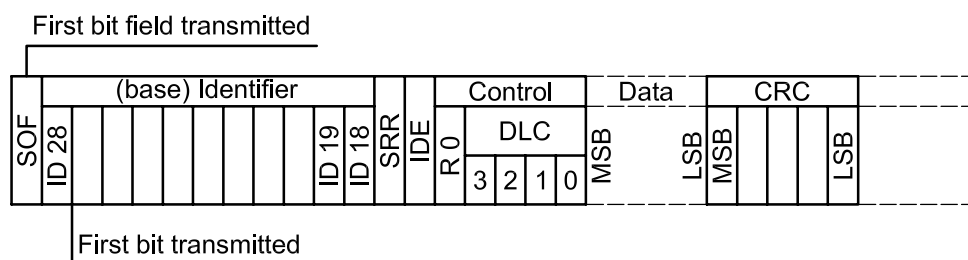 First bit field transmitted
(base) Identifier Control Data CRC
SOF ID 28 ID 19 ID 18 SRR IDE R 0 DLC MSB LSB MSB LSB
3 2 1 0
First bit transmitted